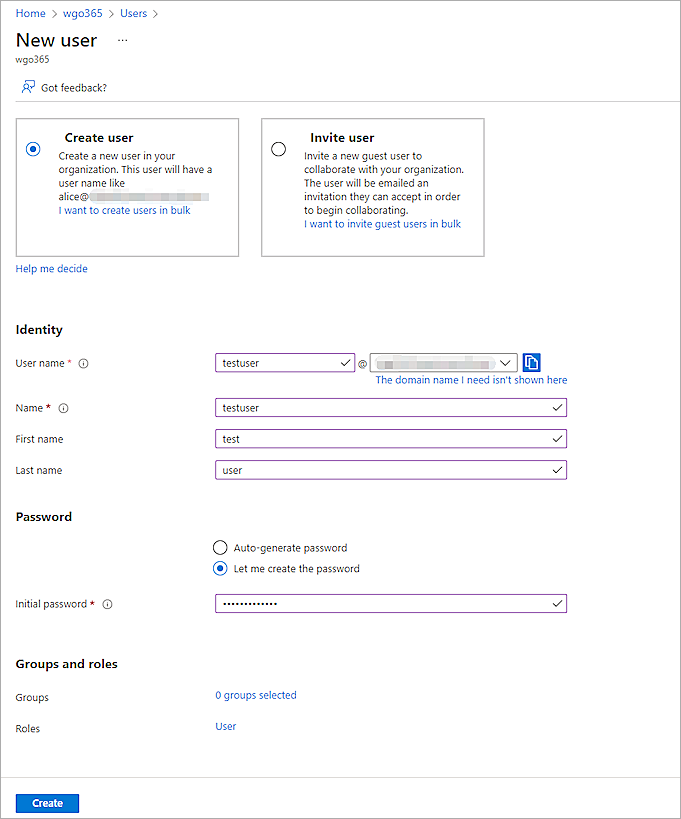 Home > wgo365 > Users >
New user ...
wgo365
Got feedback?
Create user
Create a new user in your
organization. This user will have a
user name like
alice@
I want to create users in bulk
Invite user
Invite a new guest user to
collaborate with your organization.
The user will be emailed an
invitation they can accept in order
to begin collaborating.
I want to invite guest users in bulk
Help me decide
Identity
User name * testuser @
The domain name I need isn't shown here
Name * testuser
First name test
Last name user
Password
Auto-generate password
Let me create the password
Initial password * •••••••••••••
Groups and roles
Groups 0 groups selected
Roles User
Create